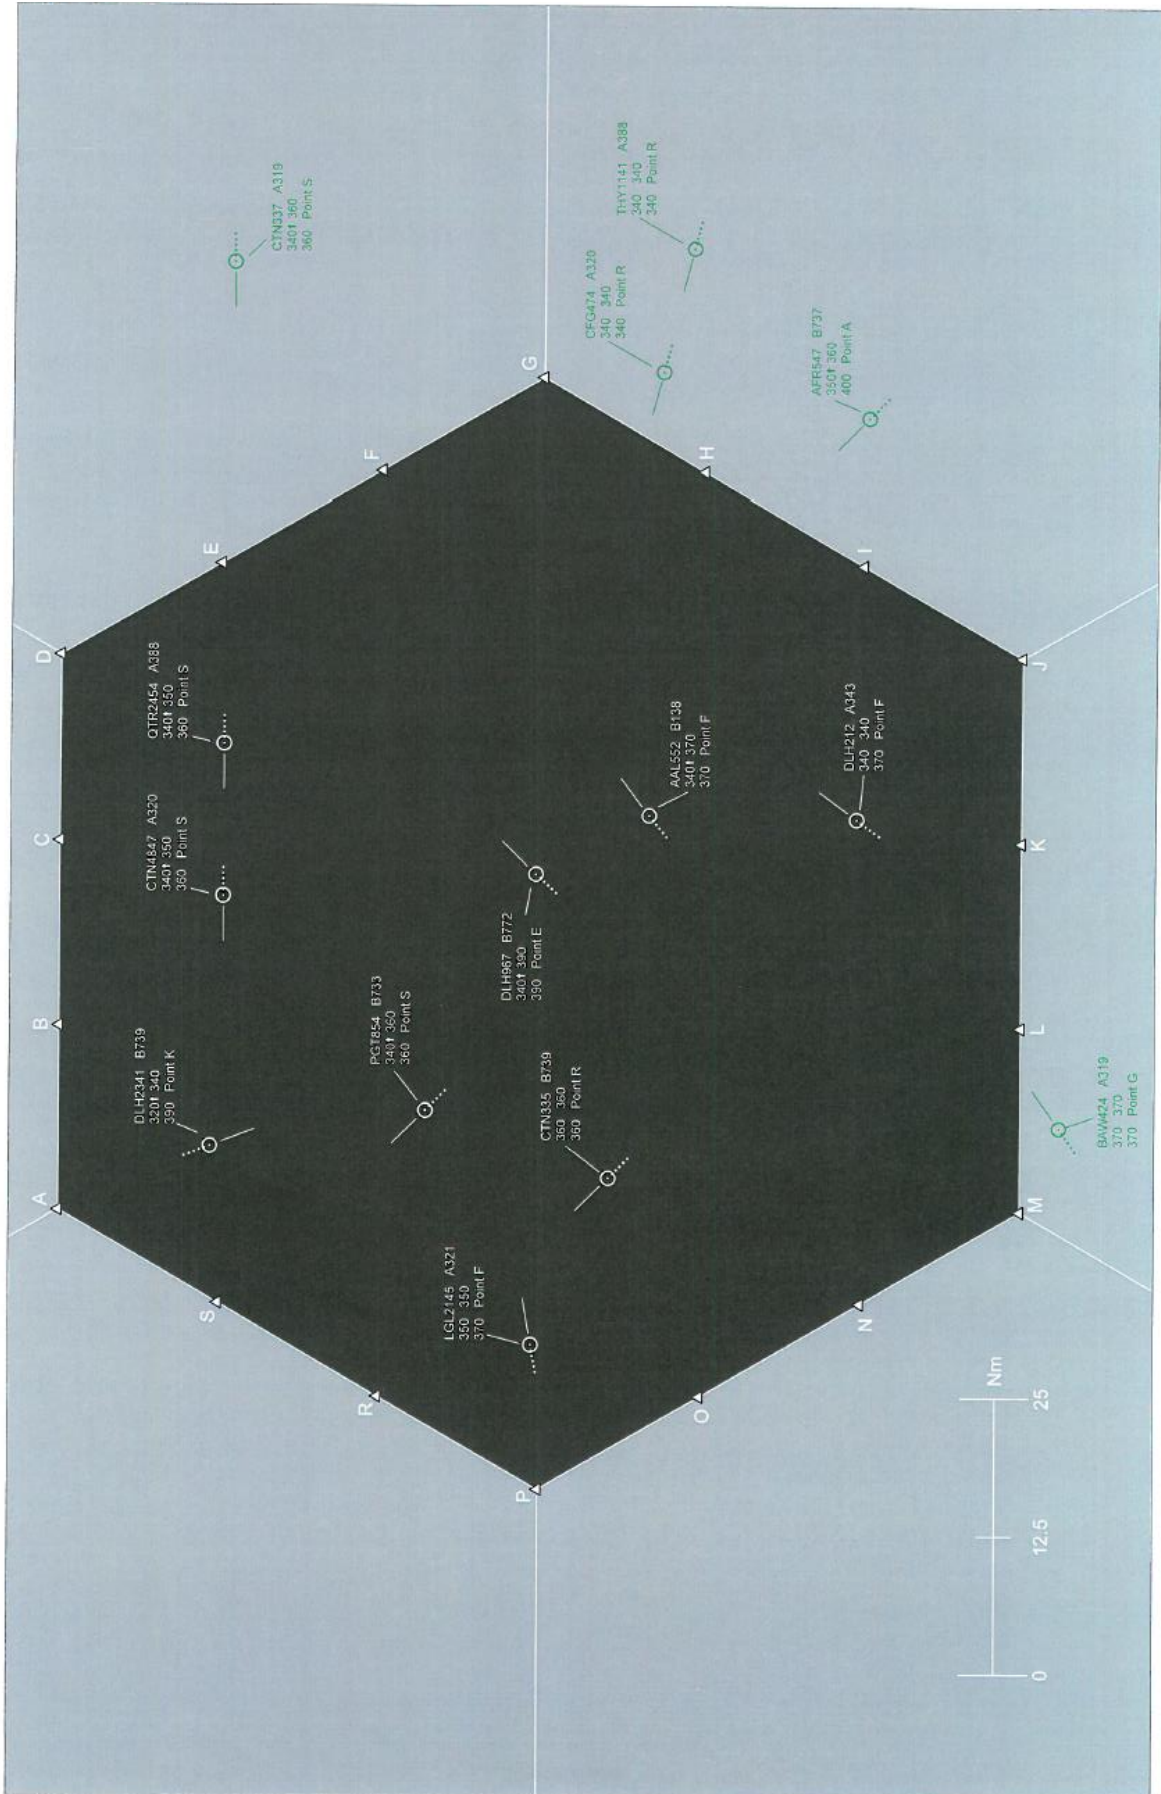 A
B
C
D
DLH2341 B739
320↑ 340
390 Point K
CTN4847 A320
340↑ 350
360 Point S
QTR2454 A388
340↑ 350
360 Point S
S
E
CTN337 A319
340↑ 360
360 Point S
R
F
PGT854 B733
340↑ 360
360 Point S
LGL2145 A321
350 350
370 Point F
DLH967 B772
340↑ 390
390 Point E
P
G
CTN335 B739
360 360
360 Point R
CFG474 A320
340 340
340 Point R
THY1141 A388
340 340
340 Point R
AAL552 B138
340↑ 370
370 Point F
O
H
AFR547 B737
350↑ 360
400 Point A
DLH212 A343
340 340
370 Point F
N
I
Nm
0
12.5
25
M
L
K
J
BAW424 A319
370 370
370 Point G